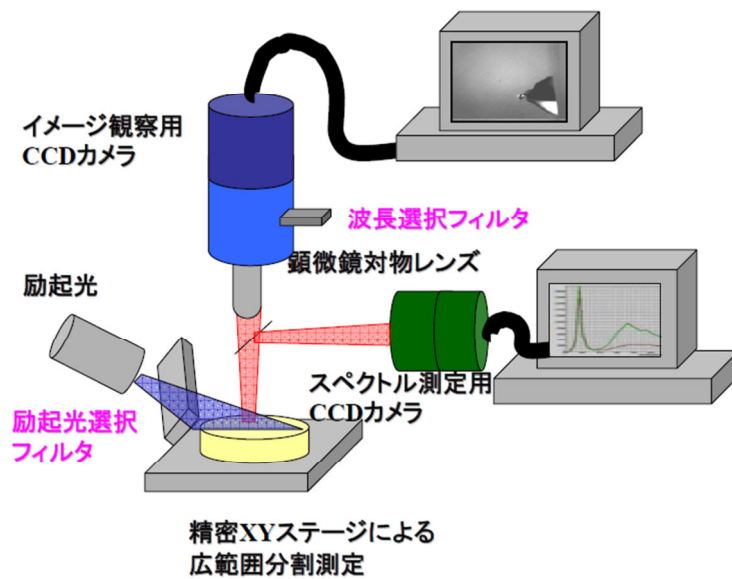 イメージ観察用
CCDカメラ
波長選択フィルタ
顕微鏡対物レンズ
励起光
スペクトル測定用
CCDカメラ
励起光選択
フィルタ
精密XYステージによる
広範囲分割測定